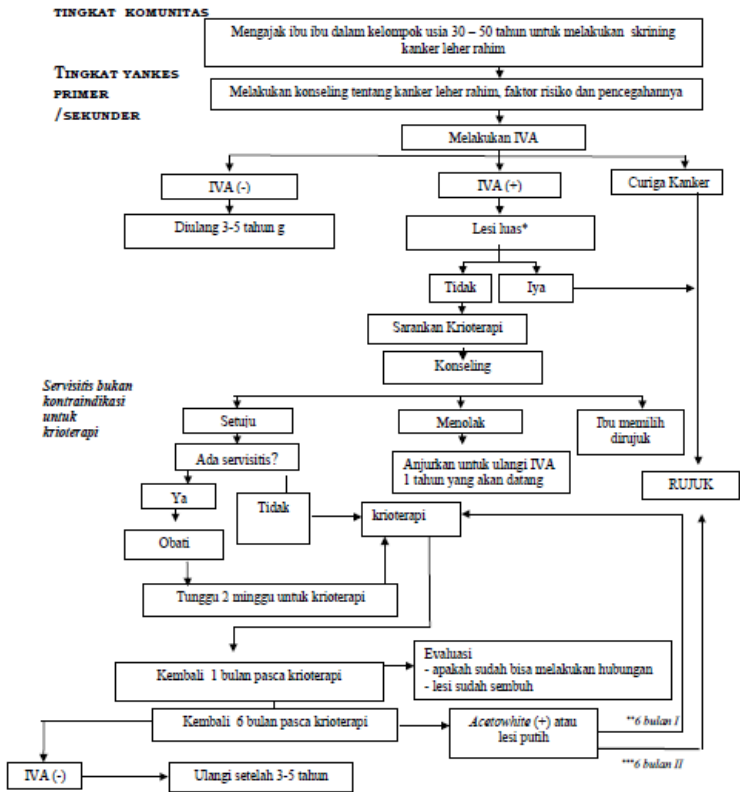 TINGKAT KOMUNITAS
Mengajak ibu ibu dalam kelompok usia 30 – 50 tahun untuk melakukan skrining
kanker leher rahim
TINGKAT YANKES
PRIMER
/SEKUNDER
Melakukan konseling tentang kanker leher rahim, faktor risiko dan pencegahannya
Melakukan IVA
IVA (-)
IVA (+)
Curiga Kanker
Diulang 3-5 tahun g
Lesi luas*
Tidak
Iya
Sarankan Krioterapi
Konseling
Servisitis bukan
kontraindikasi
untuk
krioterapi
Setuju
Menolak
Ibu memilih
dirujuk
Ada servisitis?
Anjurkan untuk ulangi IVA
1 tahun yang akan datang
RUJUK
Ya
Tidak
krioterapi
Obati
Tunggu 2 minggu untuk krioterapi
Evaluasi
- apakah sudah bisa melakukan hubungan
- lesi sudah sembuh
Kembali 1 bulan pasca krioterapi
Kembali 6 bulan pasca krioterapi
Acetowhite (+) atau
lesi putih
**6 bulan I
***6 bulan II
IVA (-)
Ulangi setelah 3-5 tahun